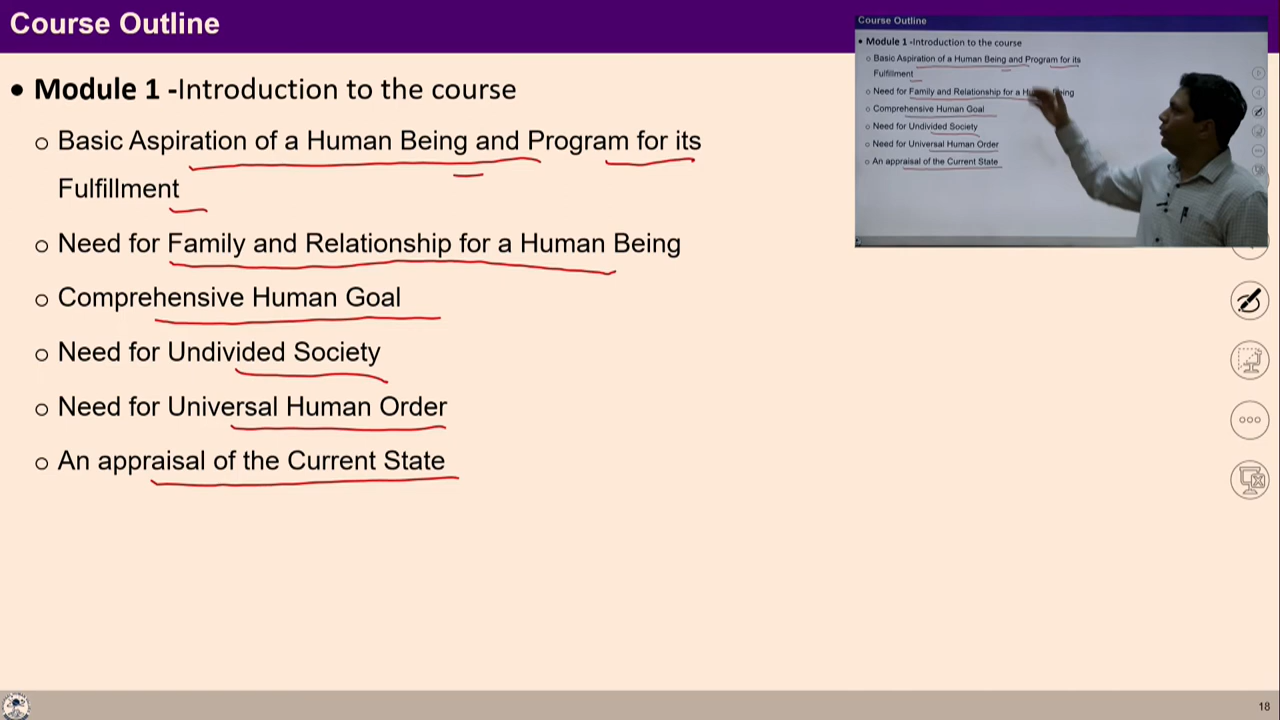 Course Outline
• Module 1 -Introduction to the course
o Basic Aspiration of a Human Being and Program for its
Fulfillment
o Need for Family and Relationship for a Human Being
o Comprehensive Human Goal
o Need for Undivided Society
o Need for Universal Human Order
o An appraisal of the Current State
Course Outline
• Module 1 -Introduction to the course
o Basic Aspiration of a Human Being and Program for its
Fulfillment
o Need for Family and Relationship for a Being
o Comprehensive Human Goal
o Need for Undivided Society
o Need for Universal Human Order
o An appraisal of the Current State
18